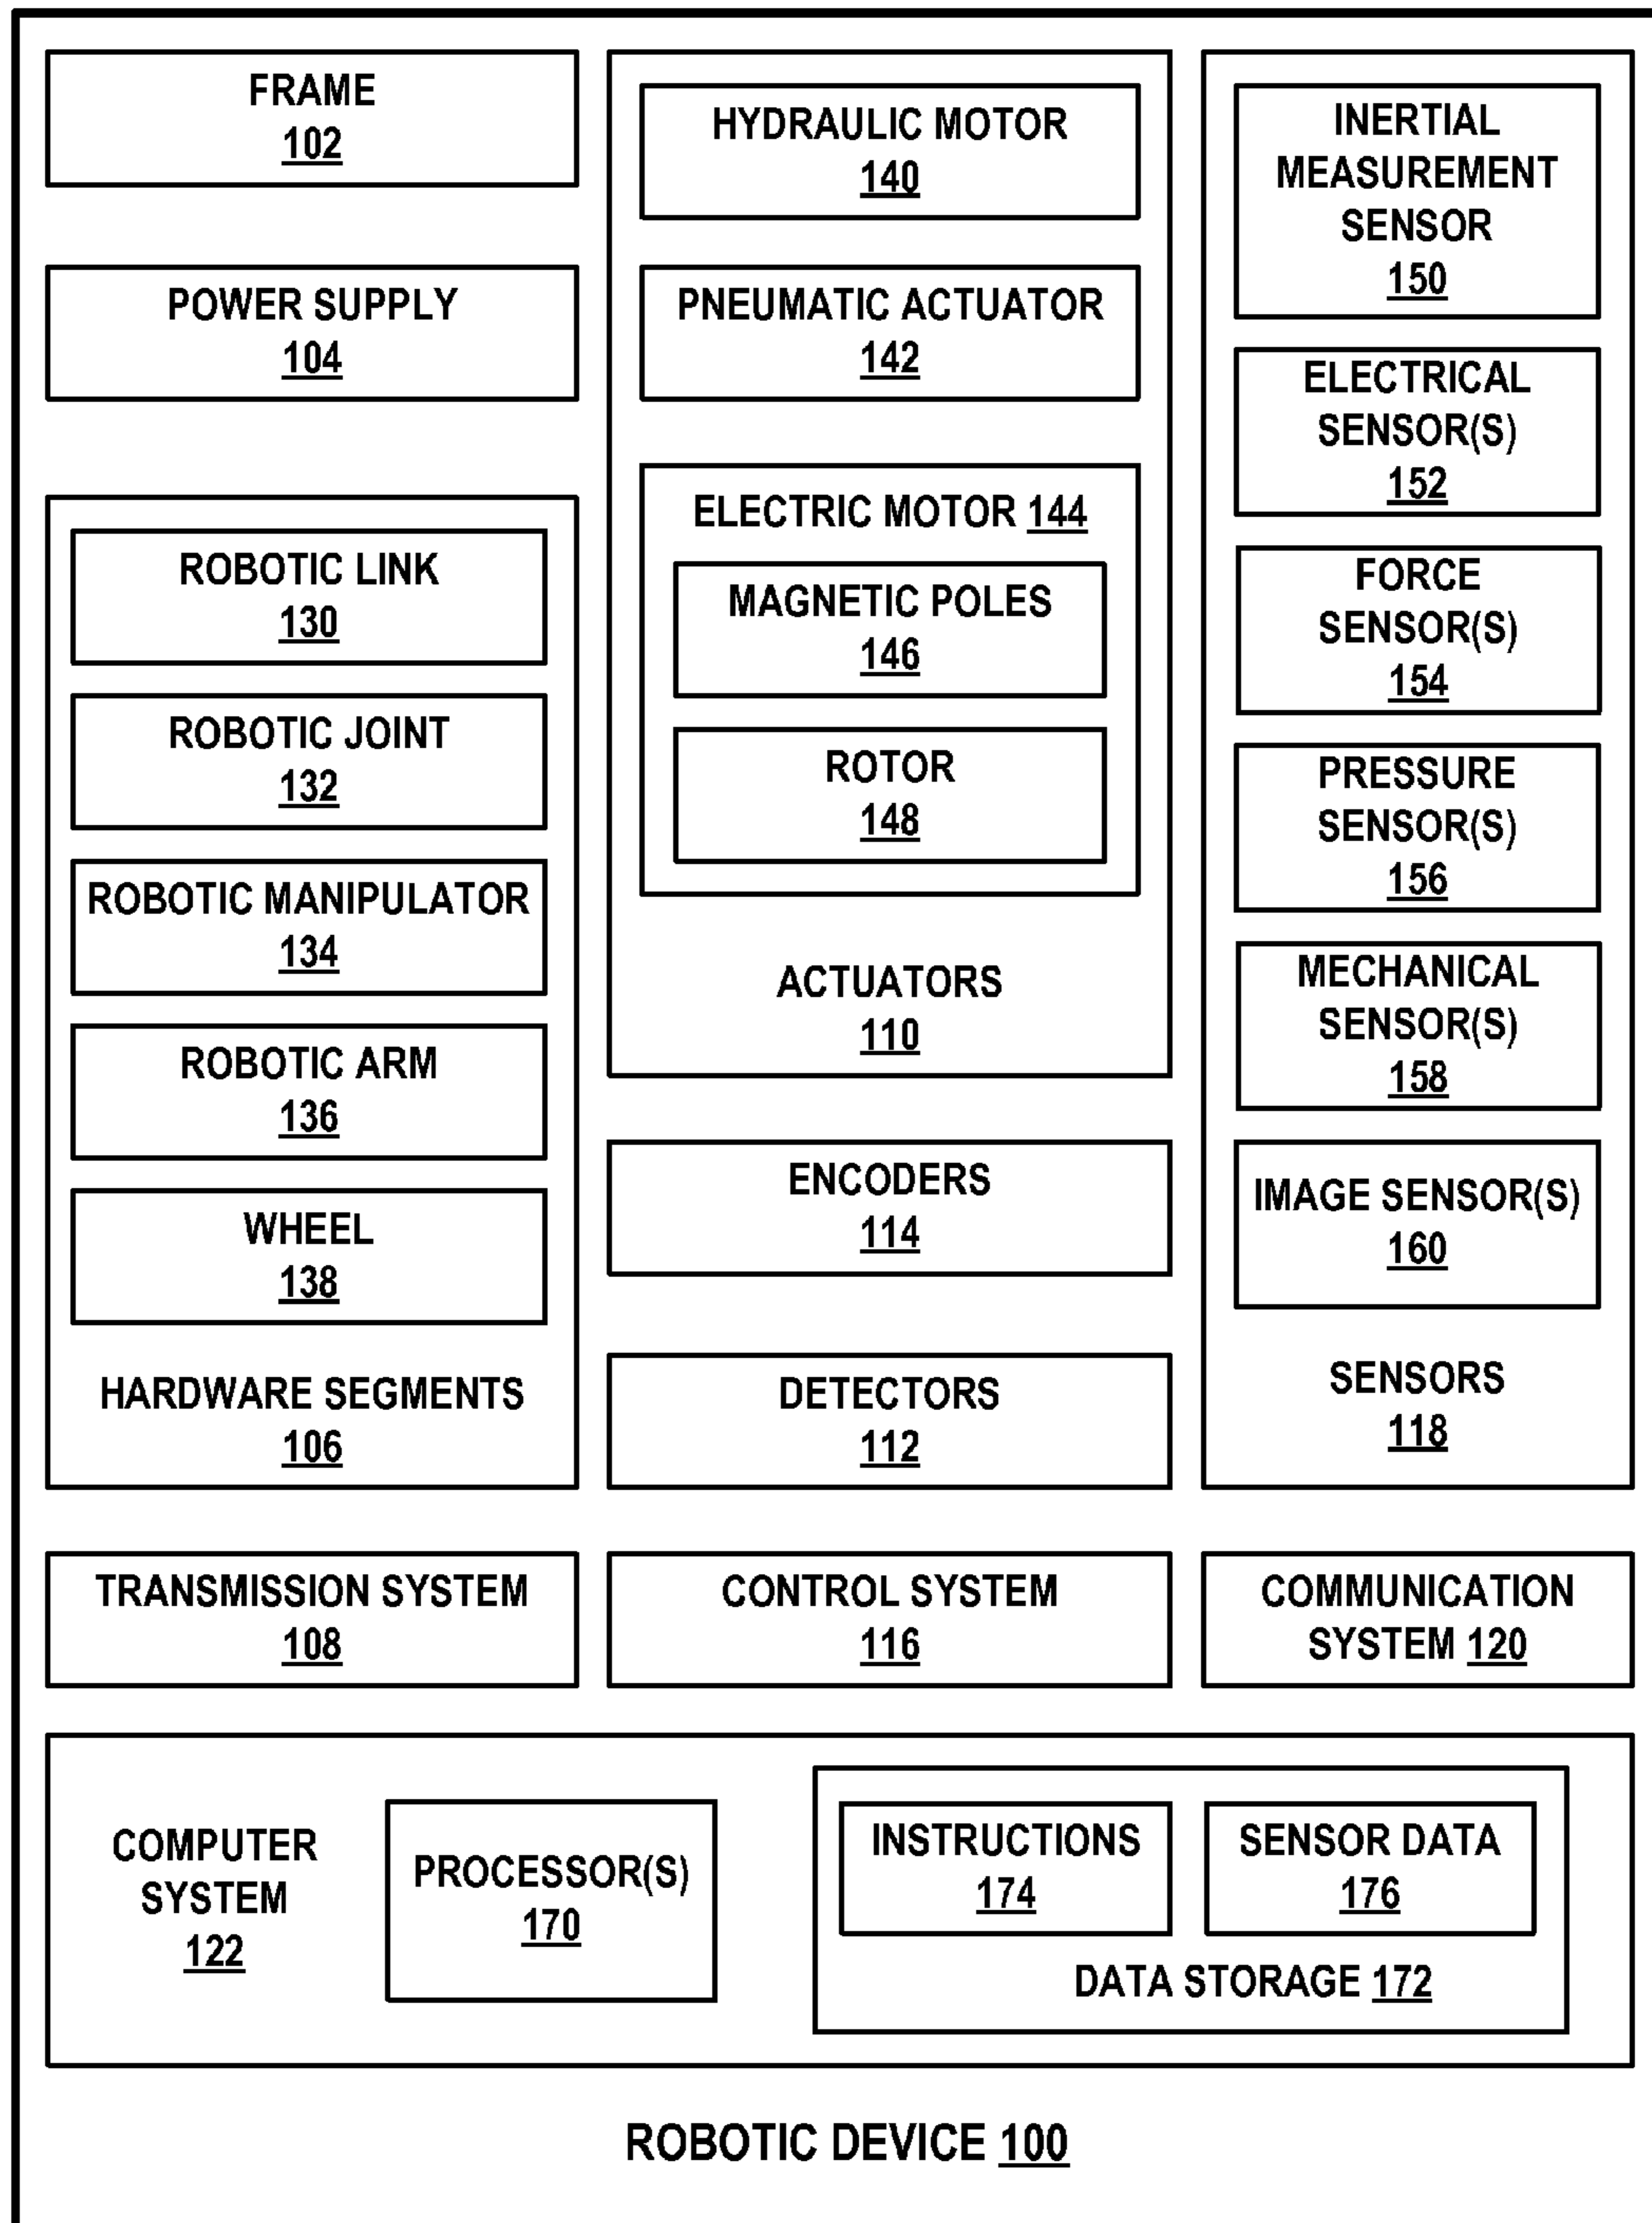 FRAME
102
POWER SUPPLY
104
ROBOTIC LINK
130
ROBOTIC JOINT
132
ROBOTIC MANIPULATOR
134
ROBOTIC ARM
136
WHEEL
138
HARDWARE SEGMENTS
106
HYDRAULIC MOTOR
140
PNEUMATIC ACTUATOR
142
ELECTRIC MOTOR 144
MAGNETIC POLES
146
ROTOR
148
ACTUATORS
110
ENCODERS
114
DETECTORS
112
INERTIAL
MEASUREMENT
SENSOR
150
ELECTRICAL
SENSOR(S)
152
FORCE
SENSOR(S)
154
PRESSURE
SENSOR(S)
156
MECHANICAL
SENSOR(S)
158
IMAGE SENSOR(S)
160
SENSORS
118
TRANSMISSION SYSTEM
108
CONTROL SYSTEM
116
COMMUNICATION
SYSTEM 120
COMPUTER
SYSTEM
122
PROCESSOR(S)
170
INSTRUCTIONS
174
SENSOR DATA
176
DATA STORAGE 172
ROBOTIC DEVICE 100